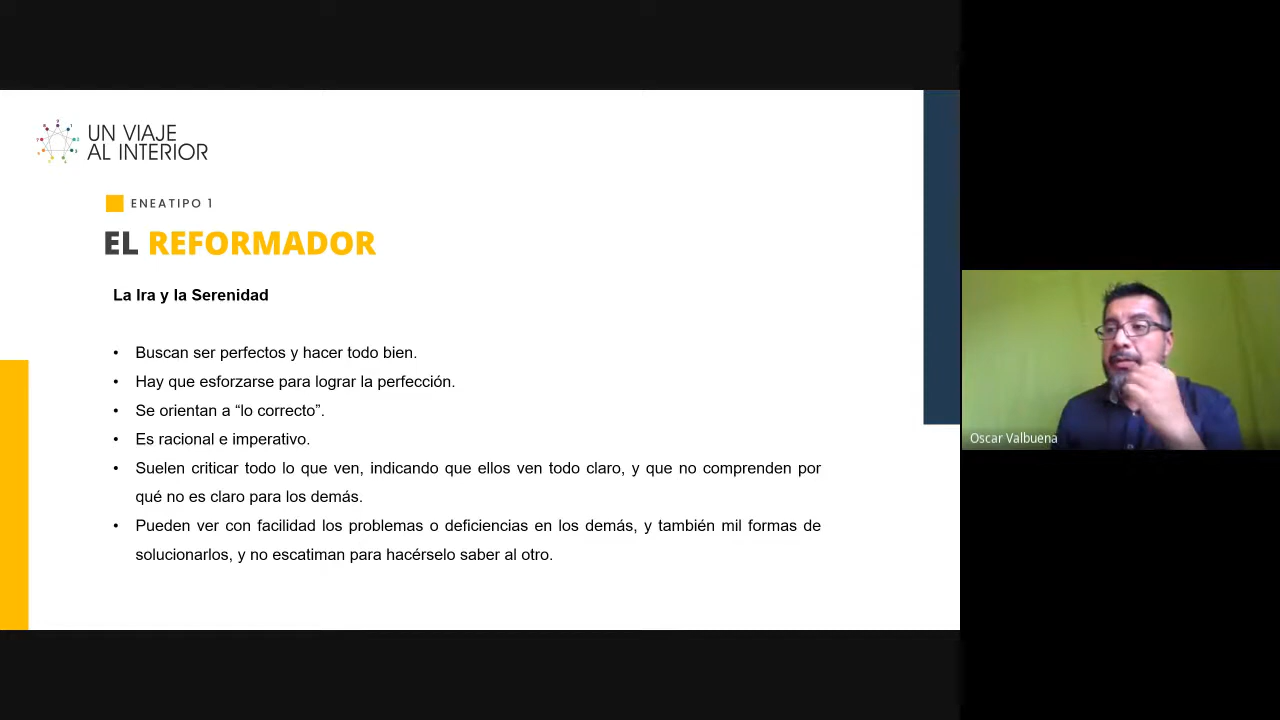 UN VIAJE
AL INTERIOR
ENEATIPO 1
EL REFORMADOR
La Ira y la Serenidad
• Buscan ser perfectos y hacer todo bien.
• Hay que esforzarse para lograr la perfección.
• Se orientan a “lo correcto”.
• Es racional e imperativo.
• Suelen criticar todo lo que ven, indicando que ellos ven todo claro, y que no comprenden por
qué no es claro para los demás.
• Pueden ver con facilidad los problemas o deficiencias en los demás, y también mil formas de
solucionarlos, y no escatiman para hacérselo saber al otro.
Oscar Valbuena